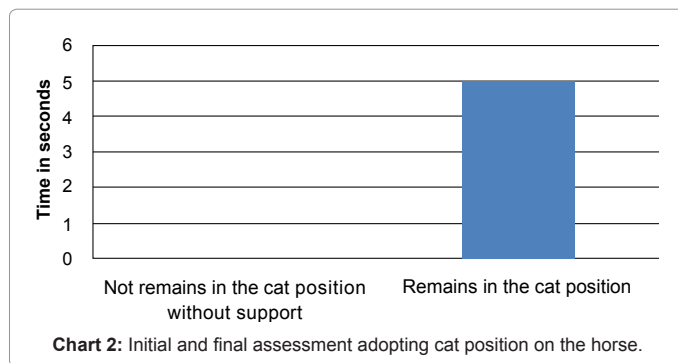 Time in seconds
6
5
4
3
2
1
0
Not remains in the cat position
without support
Remains in the cat position
Chart 2: Initial and final assessment adopting cat position on the horse.